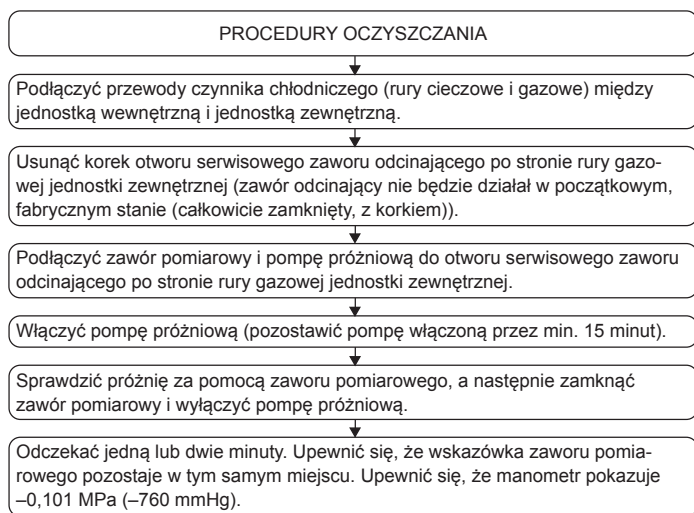 PROCEDURY OCZYSZCZANIA
Podłączyć przewody czynnika chłodniczego (rury cieczowe i gazowe) między
jednostką wewnętrzną i jednostką zewnętrzną.
Usunąć korek otworu serwisowego zaworu odcinającego po stronie rury gazo-
wej jednostki zewnętrznej (zawór odcinający nie będzie działał w początkowym,
fabrycznym stanie (całkowicie zamknięty, z korkiem)).
Podłączyć zawór pomiarowy i pompę próżniową do otworu serwisowego zaworu
odcinającego po stronie rury gazowej jednostki zewnętrznej.
Włączyć pompę próżniową (pozostawić pompę włączoną przez min. 15 minut).
Sprawdzić próżnię za pomocą zaworu pomiarowego, a następnie zamknąć
zawór pomiarowy i wyłączyć pompę próżniową.
Odczekać jedną lub dwie minuty. Upewnić się, że wskazówka zaworu pomia-
rowego pozostaje w tym samym miejscu. Upewnić się, że manometr pokazuje
–0,101 MPa (–760 mmHg).